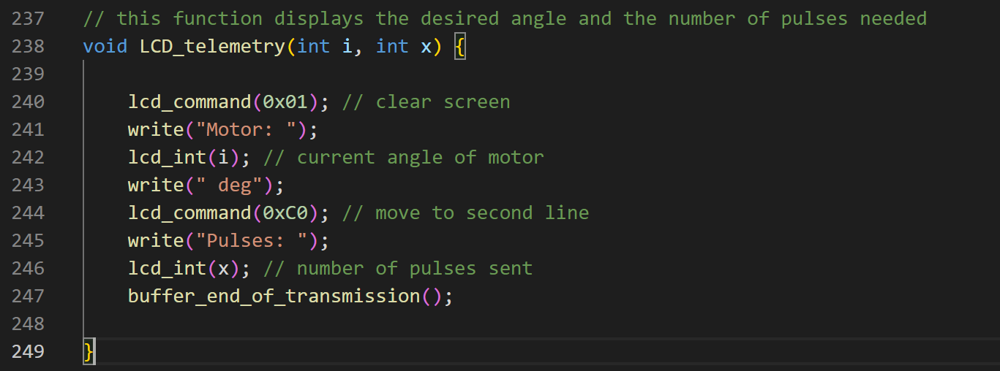 237 // this function displays the desired angle and the number of pulses needed
238 void LCD_telemetry(int i, int x) {
239
240     lcd_command(0x01); // clear screen
241     write("Motor: ");
242     lcd_int(i); // current angle of motor
243     write(" deg");
244     lcd_command(0xC0); // move to second line
245     write("Pulses: ");
246     lcd_int(x); // number of pulses sent
247     buffer_end_of_transmission();
248
249 }